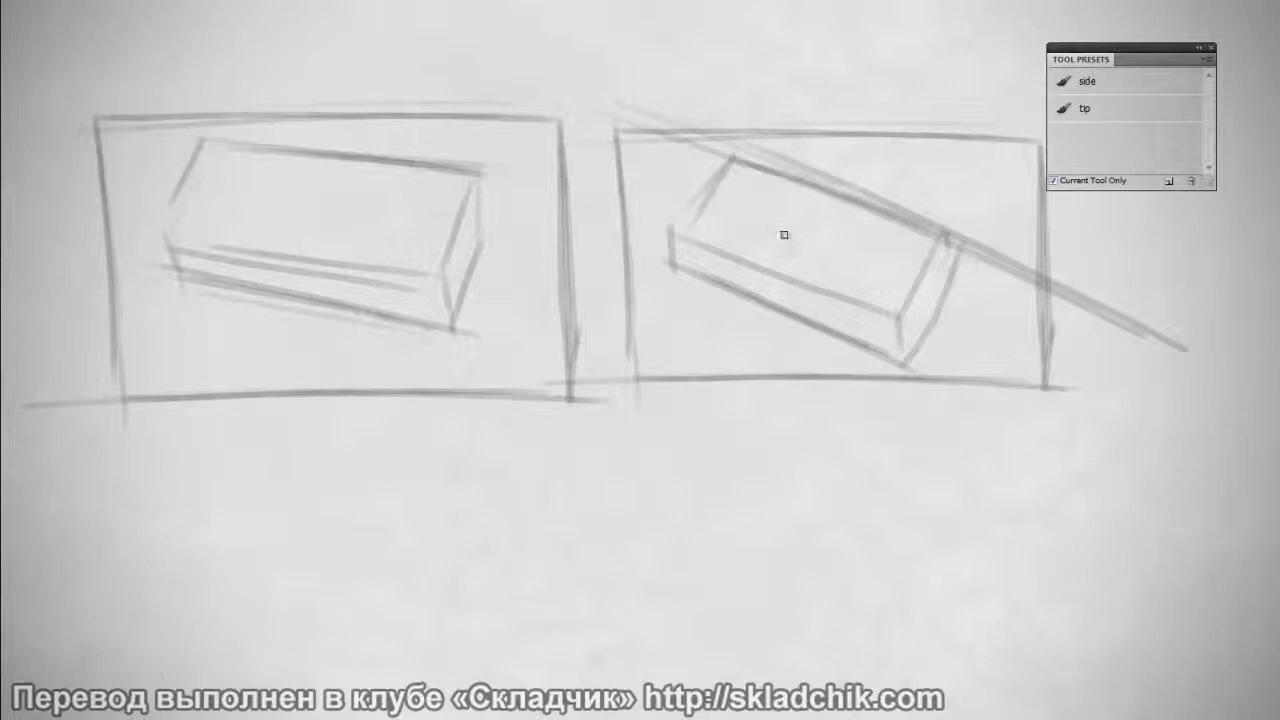 TOOL PRESETS
side
tip
Current Tool Only
Перевод выполнен в клубе «Складчик» http://skladchik.com